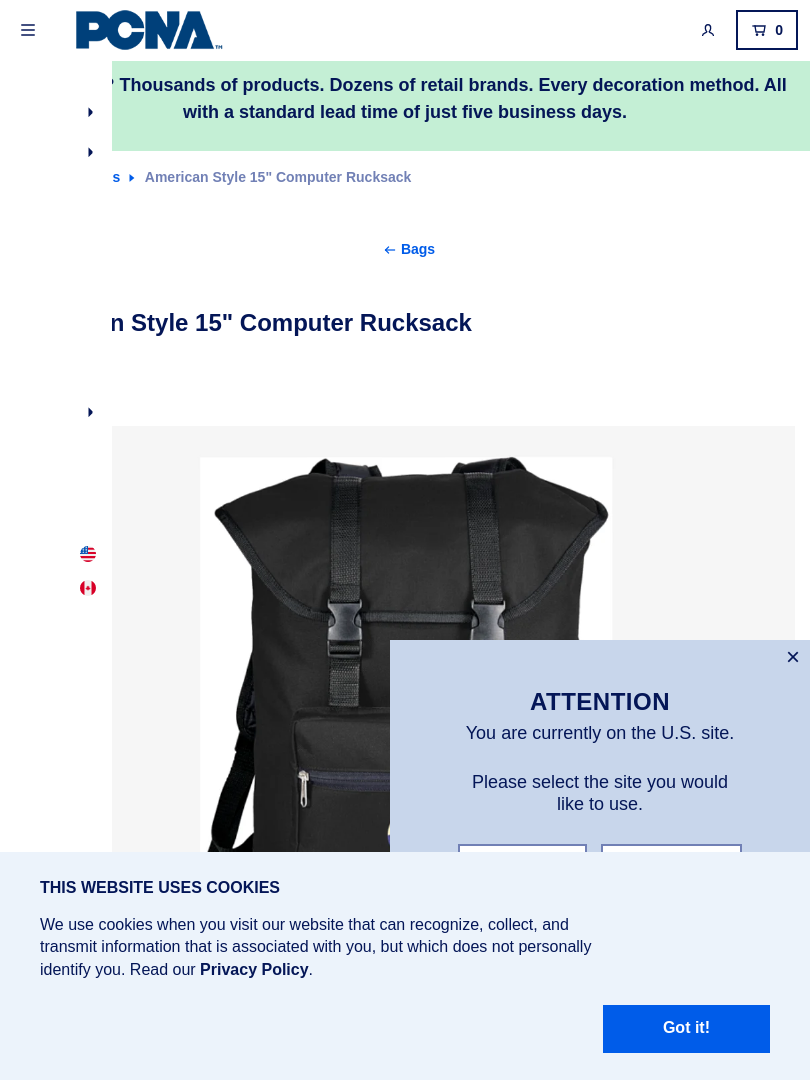 PCNA
TM
0
? Thousands of products. Dozens of retail brands. Every decoration method. All
with a standard lead time of just five business days.
s
American Style 15" Computer Rucksack
Bags
n Style 15" Computer Rucksack
ATTENTION
You are currently on the U.S. site.
Please select the site you would
like to use.
THIS WEBSITE USES COOKIES
We use cookies when you visit our website that can recognize, collect, and
transmit information that is associated with you, but which does not personally
identify you. Read our Privacy Policy.
Got it!